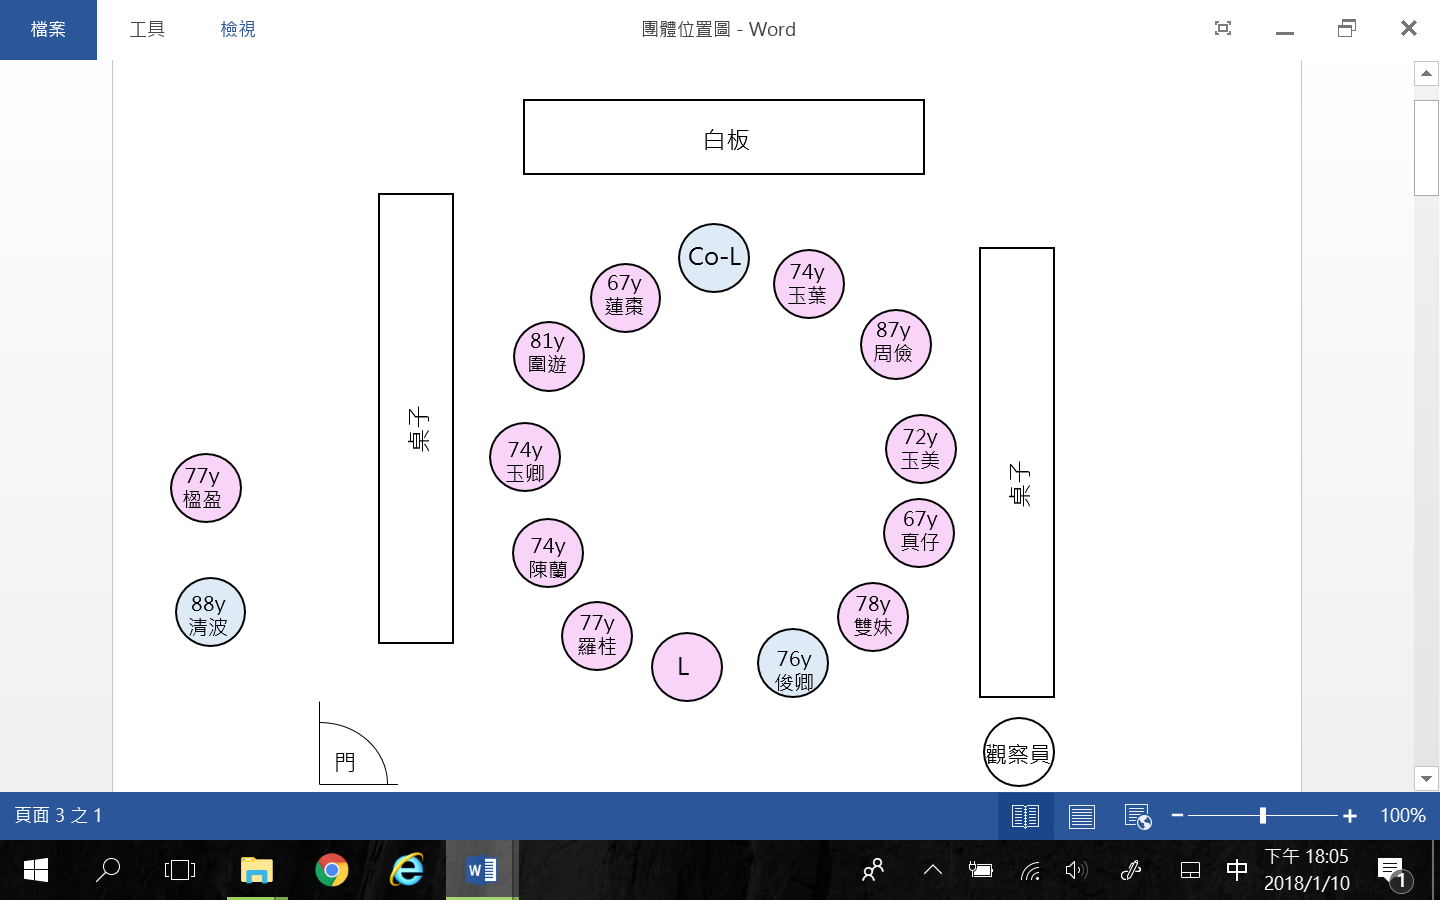 檔案 工具 檢視 團體位置圖 - Word
白板
Co-L
74y
玉葉
67y
蓮棗
87y
周儉
81y
圍遊
桌子
72y
玉美
74y
玉卿
77y
楹盈
桌子
67y
真仔
74y
陳蘭
88y
清波
78y
雙妹
77y
羅桂
L
76y
俊卿
門
觀察員
頁面 3 之 1 100%
中
下午 18:05
2018/1/10
1